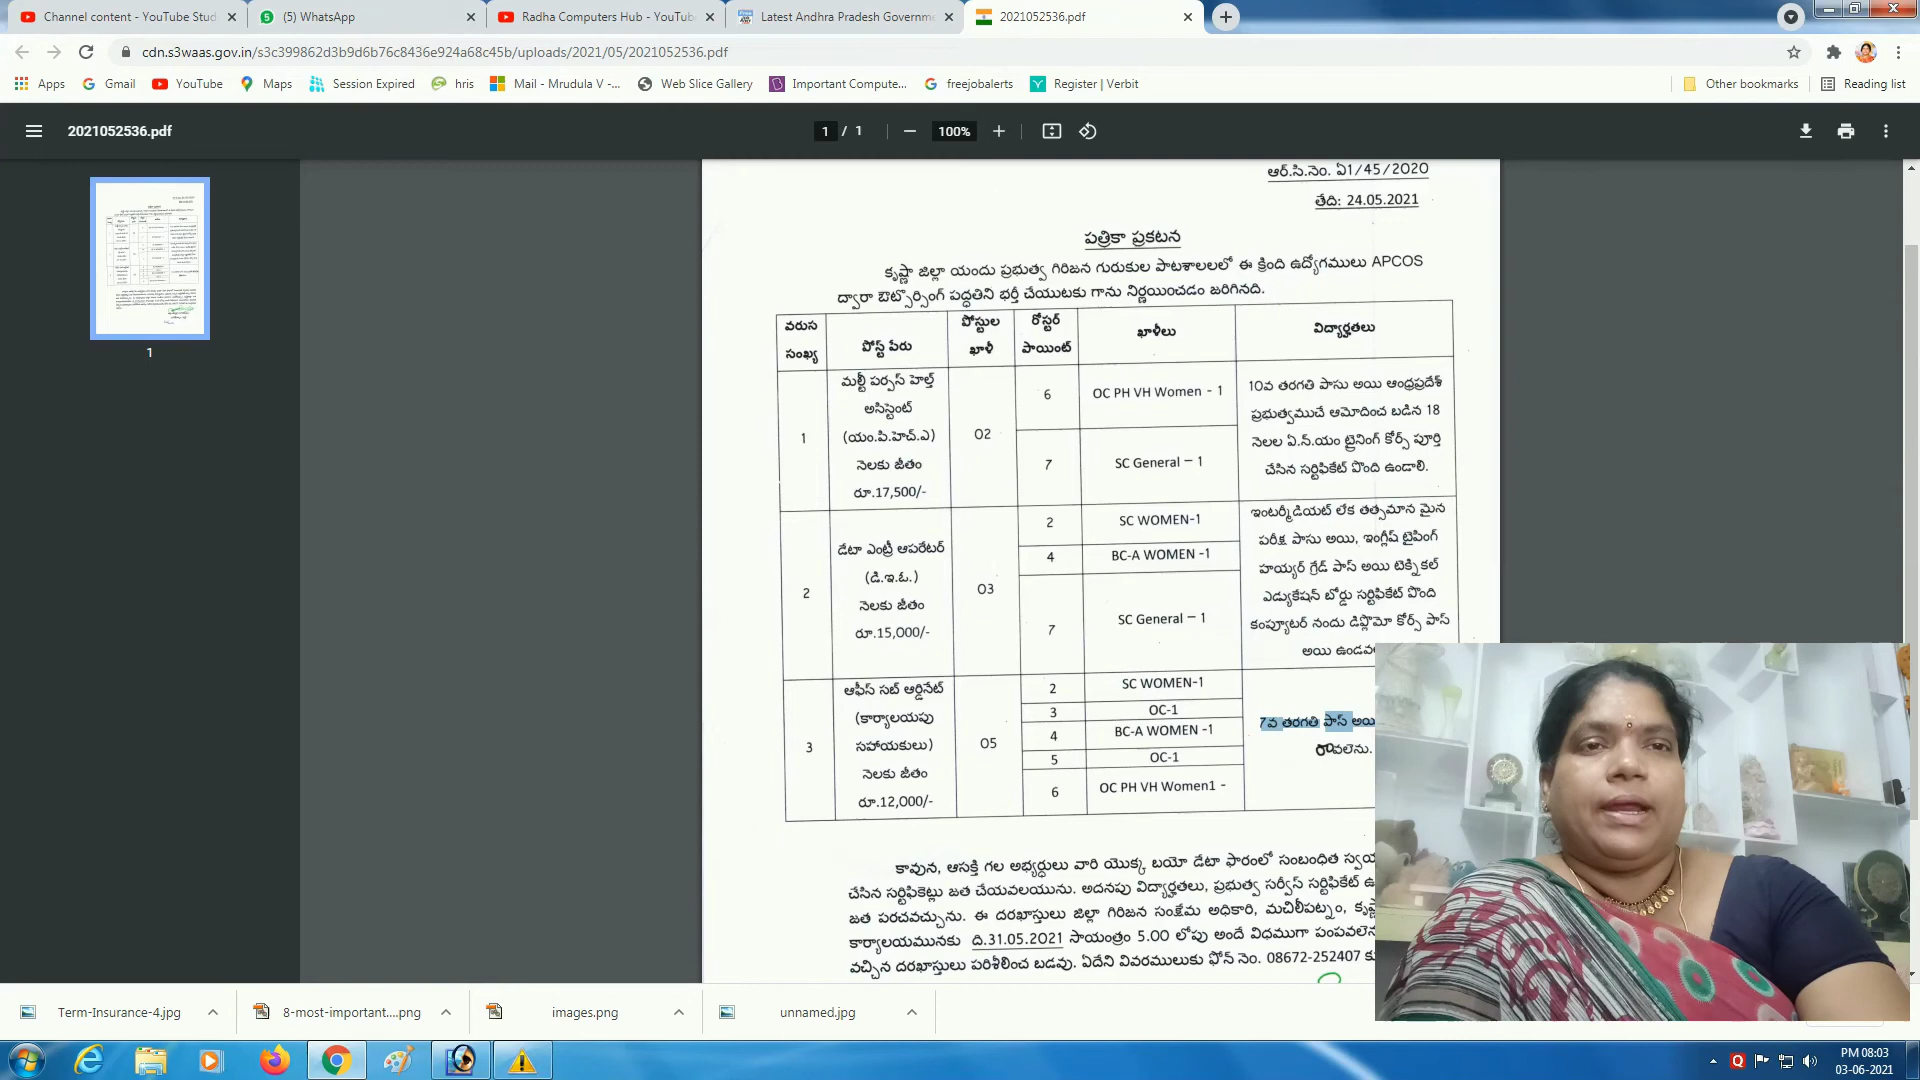 Channel content - YouTube Stud
(5) WhatsApp
Radha Computers Hub - YouTub
Latest Andhra Pradesh Governme
2021052536.pdf
cdn.s3waas.gov.in/s3c399862d3b9d6b76c8436e924a68c45b/uploads/2021/05/2021052536.pdf
Apps Gmail YouTube Maps Session Expired hris Mail - Mrudula V -... Web Slice Gallery Important Compute... freejobalerts Register | Verbit Other bookmarks Reading list
2021052536.pdf 1 / 1 100%
1
ఆర్.సి.నెం. ఏ1/45/2020
తేది: 24.05.2021
పత్రికా ప్రకటన
కృష్ణా జిల్లా యందు ప్రభుత్వ గిరిజన గురుకుల పాటశాలలలో ఈ క్రింది ఉద్యోగములు APCOS
ద్వారా ఔట్సోర్సింగ్ పద్ధతిని భర్తీ చేయుటకు గాను నిర్ణయించడం జరిగినది.
వరుస సంఖ్య
పోస్ట్ పేరు
పోస్టుల ఖాళీ
రోస్టర్ పాయింట్
ఖాళీలు
విద్యార్హతలు
1
మల్టీ పర్పస్ హెల్త్
అసిస్టెంట్
(యం.పి.హెచ్.ఎ)
నెలకు జీతం
రూ.17,500/-
02
6 OC PH VH Women - 1
7 SC General – 1
10వ తరగతి పాసు అయి ఆంధ్రప్రదేశ్
ప్రభుత్వముచే ఆమోదించ బడిన 18
నెలల ఏ.న్.యం ట్రైనింగ్ కోర్స్ పూర్తి
చేసిన సర్టిఫికేట్ పొంది ఉండాలి.
2
డేటా ఎంట్రీ ఆపరేటర్
(డి.ఇ.ఓ.)
నెలకు జీతం
రూ.15,000/-
03
2 SC WOMEN-1
4 BC-A WOMEN -1
7 SC General – 1
ఇంటర్మీడియట్ లేక తత్సమాన మైన
పరీక్ష పాసు అయి, ఇంగ్లీష్ టైపింగ్
హయ్యర్ గ్రేడ్ పాస్ అయి టెక్నికల్
ఎడ్యుకేషన్ బోర్డు సర్టిఫికేట్ పొంది
కంప్యూటర్ నందు డిప్లొమో కోర్స్ పాస్
అయి ఉండవ
3
ఆఫీస్ సబ్ ఆర్డినేట్
(కార్యాలయపు
సహాయకులు)
నెలకు జీతం
రూ.12,000/-
05
2 SC WOMEN-1
3 OC-1
4 BC-A WOMEN -1
5 OC-1
6 OC PH VH Women1 -
7వ తరగతి పాస్ అయి
వలెను.
కావున, ఆసక్తి గల అభ్యర్ధులు వారి యొక్క బయో డేటా ఫారంలో సంబంధిత స్వయ
చేసిన సర్టిఫికెట్లు జత చేయవలయును. అదనపు విద్యార్హతలు, ప్రభుత్వ సర్వీస్ సర్టిఫికేట్ ఉ
జత పరచవచ్చును. ఈ దరఖాస్తులు జిల్లా గిరిజన సంక్షేమ అధికారి, మచిలీపట్నం, కృష్ణ
కార్యాలయమునకు ది.31.05.2021 సాయంత్రం 5.00 లోపు అందే విధముగా పంపవలెన
వచ్చిన దరఖాస్తులు పరిశీలించ బడవు. ఏదేని వివరములకు ఫోన్ నెం. 08672-252407 కు
Term-Insurance-4.jpg 8-most-important....png images.png unnamed.jpg
PM 08:03
03-06-2021